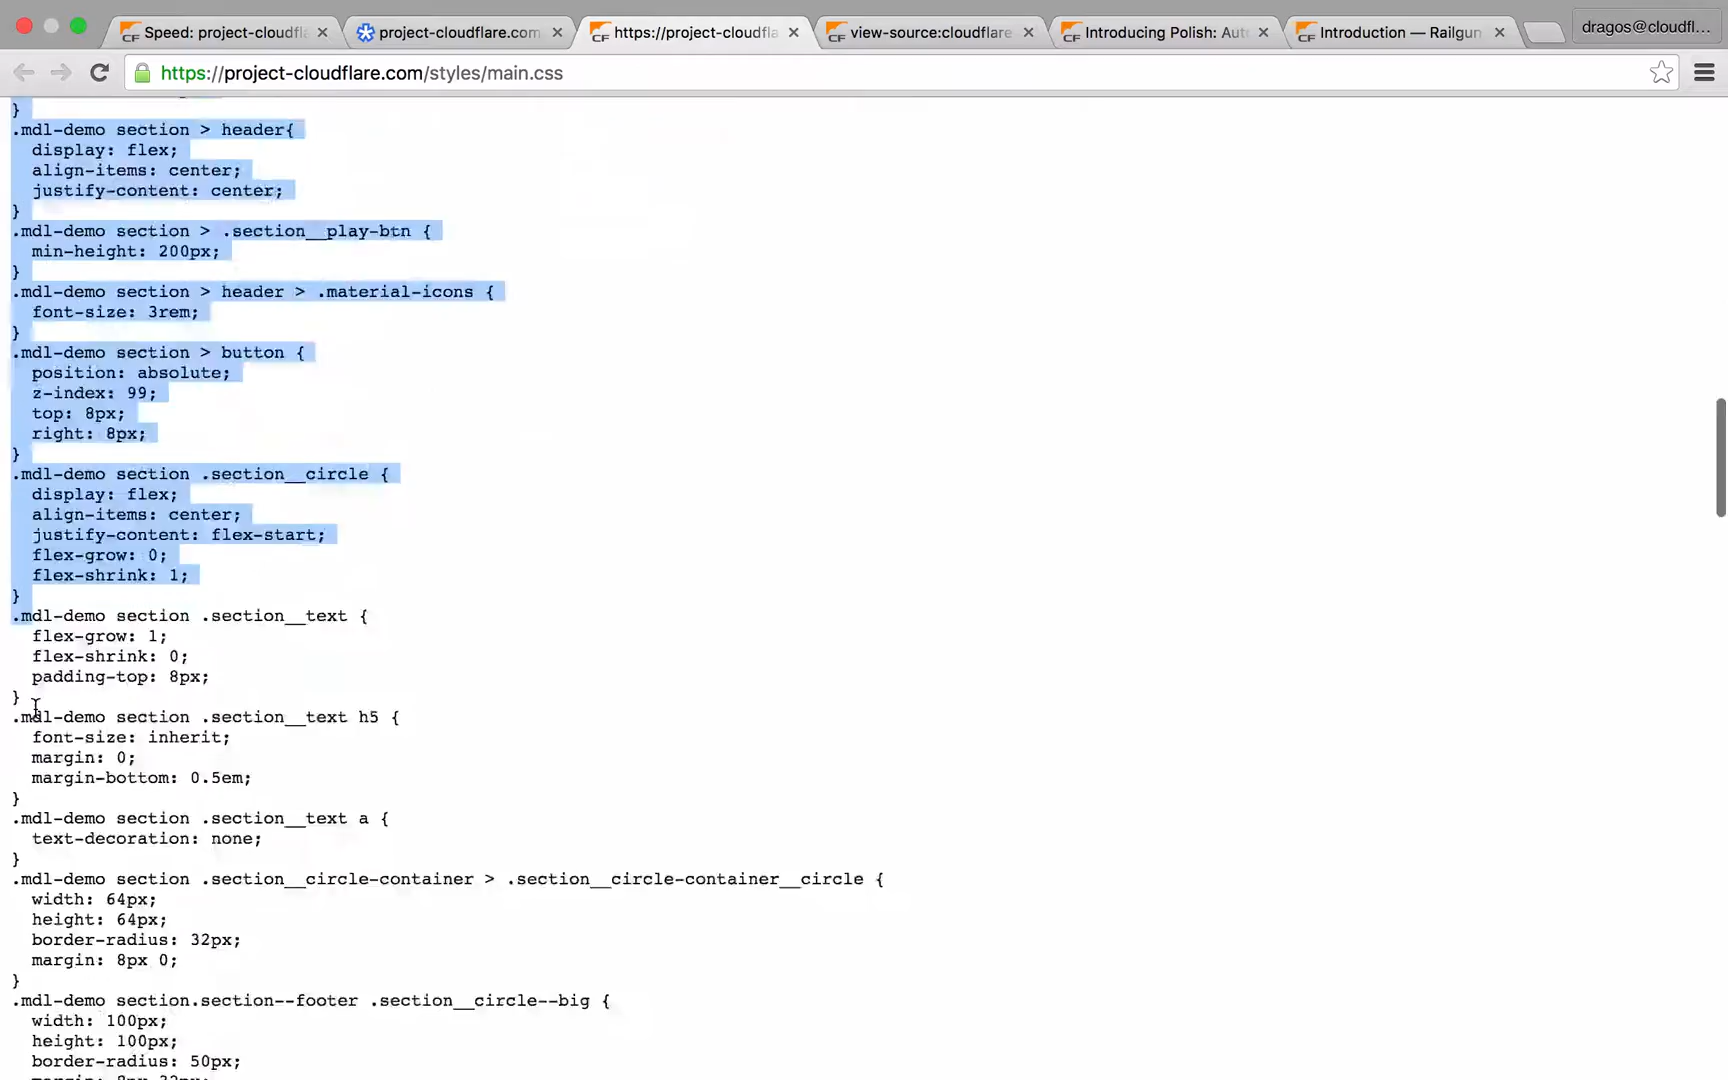 Speed: project-cloudfla
project-cloudflare.com
https://project-cloudfla
view-source:cloudflare
Introducing Polish: Aut
Introduction — Railgun
dragos@cloudfl...
https://project-cloudflare.com/styles/main.css
}
.mdl-demo section > header{
display: flex;
align-items: center;
justify-content: center;
}
.mdl-demo section > .section__play-btn {
min-height: 200px;
}
.mdl-demo section > header > .material-icons {
font-size: 3rem;
}
.mdl-demo section > button {
position: absolute;
z-index: 99;
top: 8px;
right: 8px;
}
.mdl-demo section .section__circle {
display: flex;
align-items: center;
justify-content: flex-start;
flex-grow: 0;
flex-shrink: 1;
}
.mdl-demo section .section__text {
flex-grow: 1;
flex-shrink: 0;
padding-top: 8px;
}
.mdl-demo section .section__text h5 {
font-size: inherit;
margin: 0;
margin-bottom: 0.5em;
}
.mdl-demo section .section__text a {
text-decoration: none;
}
.mdl-demo section .section__circle-container > .section__circle-container__circle {
width: 64px;
height: 64px;
border-radius: 32px;
margin: 8px 0;
}
.mdl-demo section.section--footer .section__circle--big {
width: 100px;
height: 100px;
border-radius: 50px;
margin: 8px 32px;